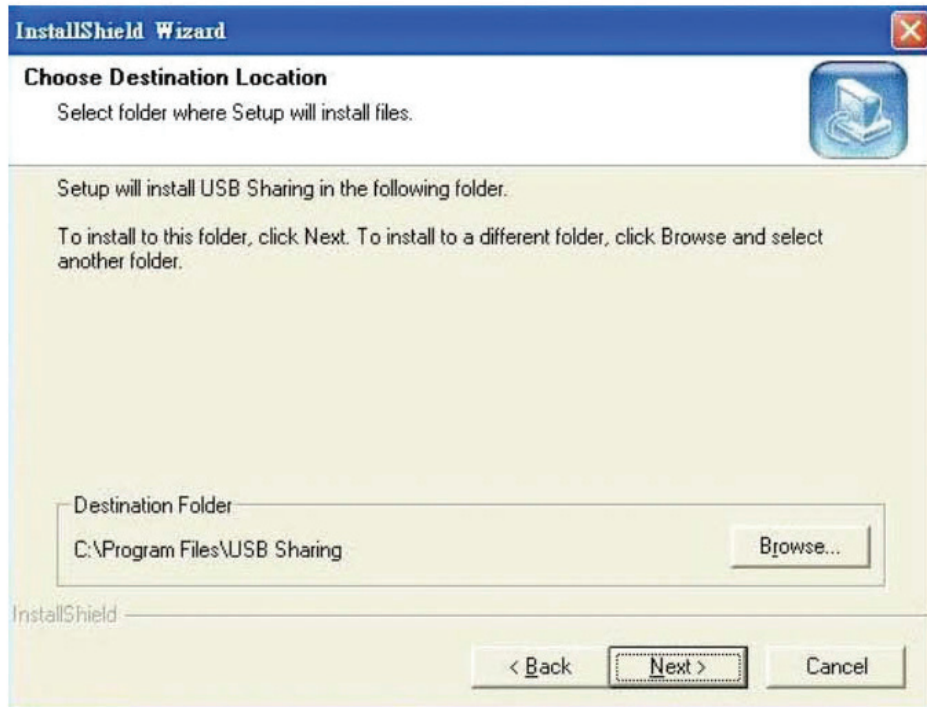 InstallShield Wizard
Choose Destination Location
Select folder where Setup will install files.
Setup will install USB Sharing in the following folder.
To install to this folder, click Next. To install to a different folder, click Browse and select
another folder.
Destination Folder
C:\Program Files\USB Sharing
Browse...
InstallShield
< Back
Next >
Cancel